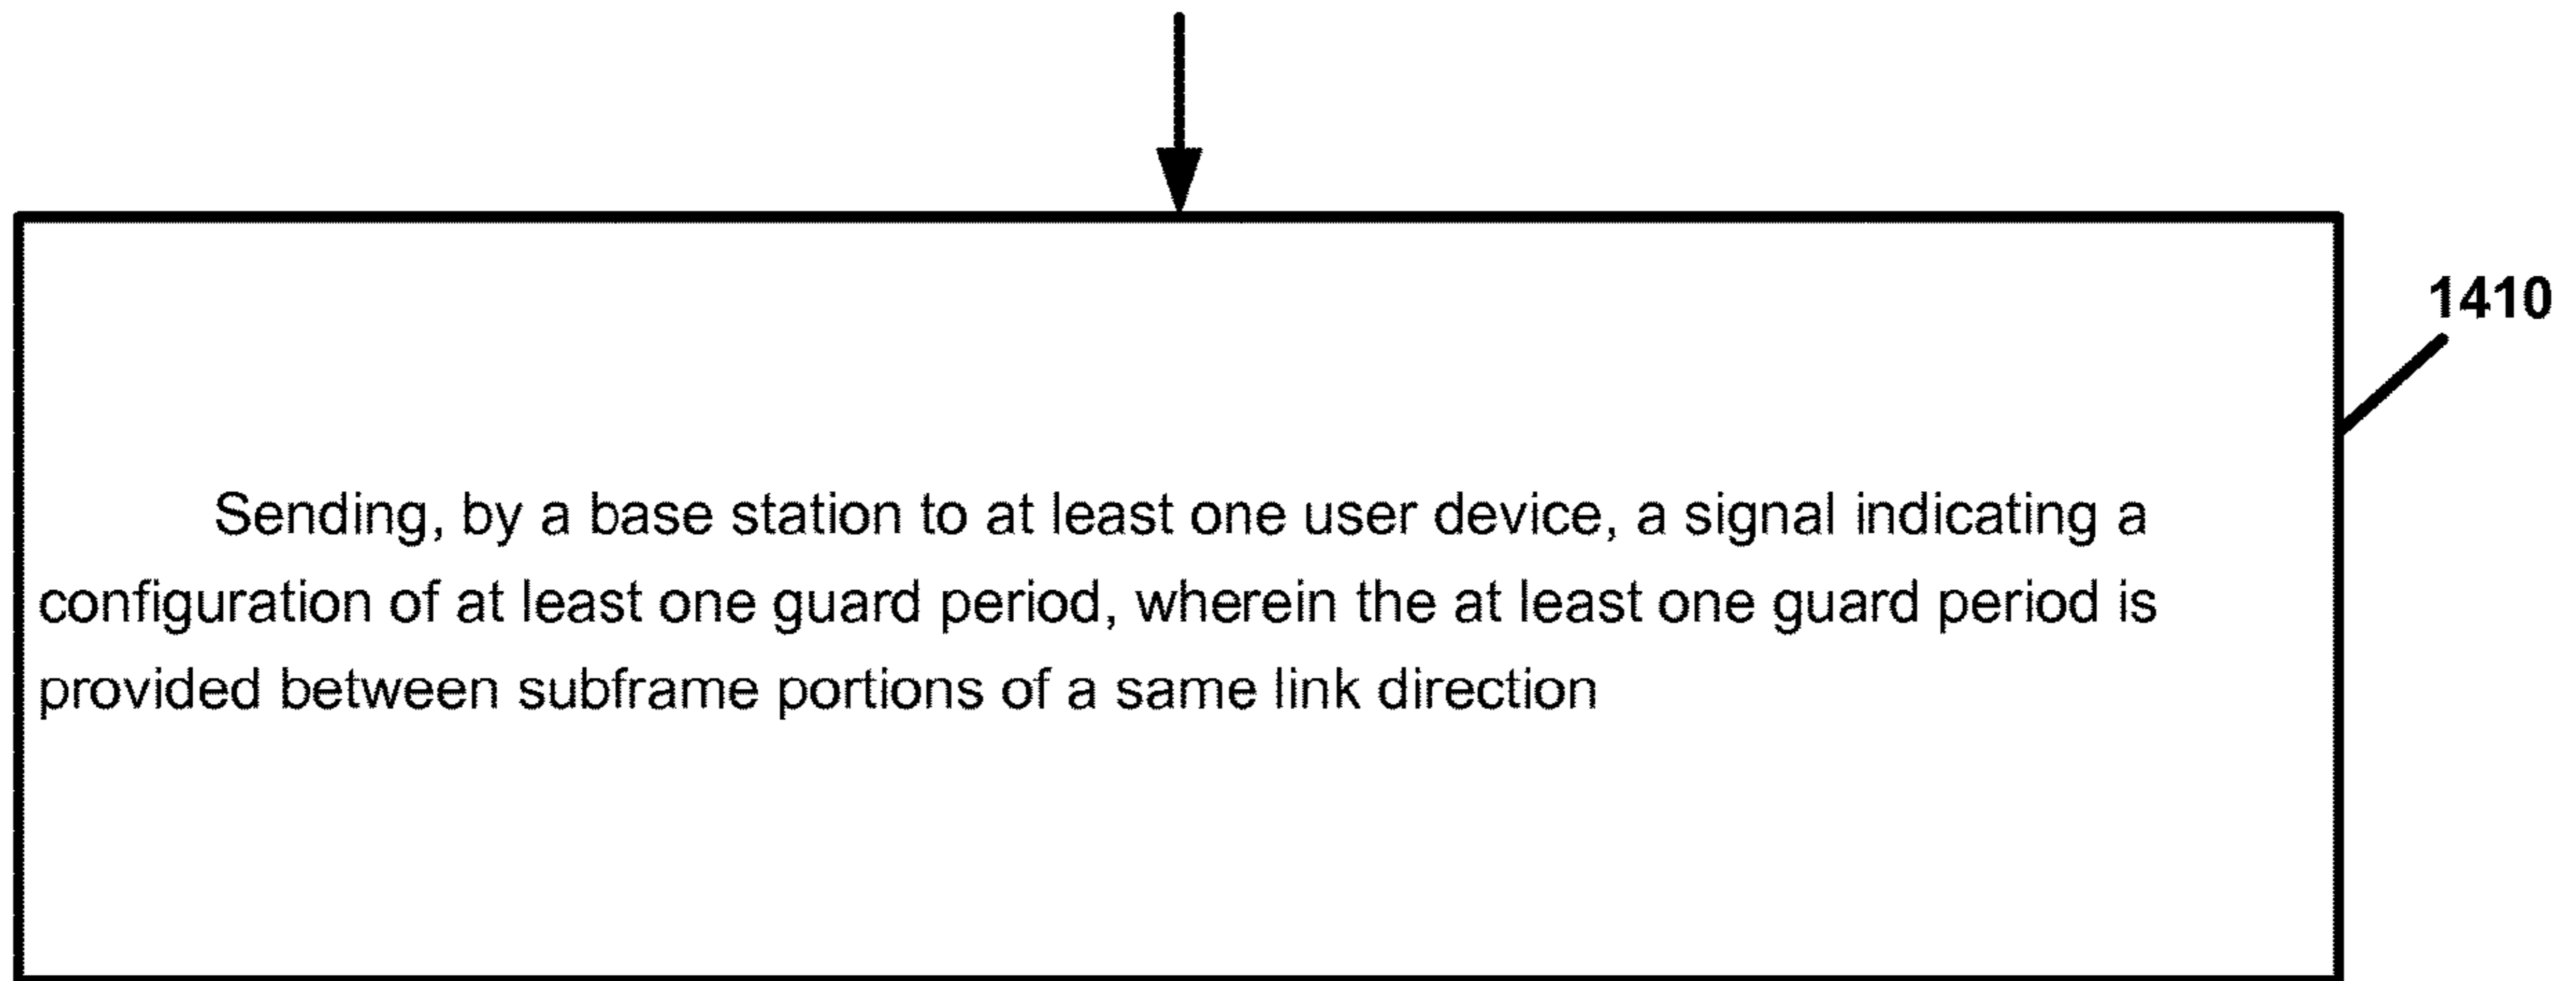 1410
Sending, by a base station to at least one user device, a signal indicating a
configuration of at least one guard period, wherein the at least one guard period is
provided between subframe portions of a same link direction